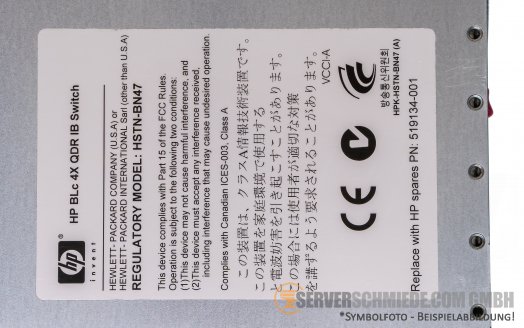 HP BLc 4X QDR IB Switch
HEWLETT- PACKARD COMPANY (U.S.A) or
HEWLETT- PACKARD INTERNATIONAL Sarl (other than U.S.A)
REGULATORY MODEL: HSTN-BN47
This device complies with Part 15 of the FCC Rules.
Operation is subject to the following two conditions:
(1)This device may not cause harmful interference, and
(2)This device must accept any interference received,
including interference that may cause undesired operation.
Complies with Canadian ICES-003, Class A
この装置は、クラスA情報技術装置です。
この装置を家庭環境で使用する
と電波妨害を引き起こすことがあります。
この場合には使用者が適切な対策
を講ずるよう要求されることがあります。
VCCI-A
방송통신위원회
HPK-HSTN-BN47 (A)
CE
Replace with HP spares PN: 519134-001
hp
invent
SERVERSCHMIEDE.COM GMBH
*SYMBOLFOTO - BEISPIELABBILDUNG!